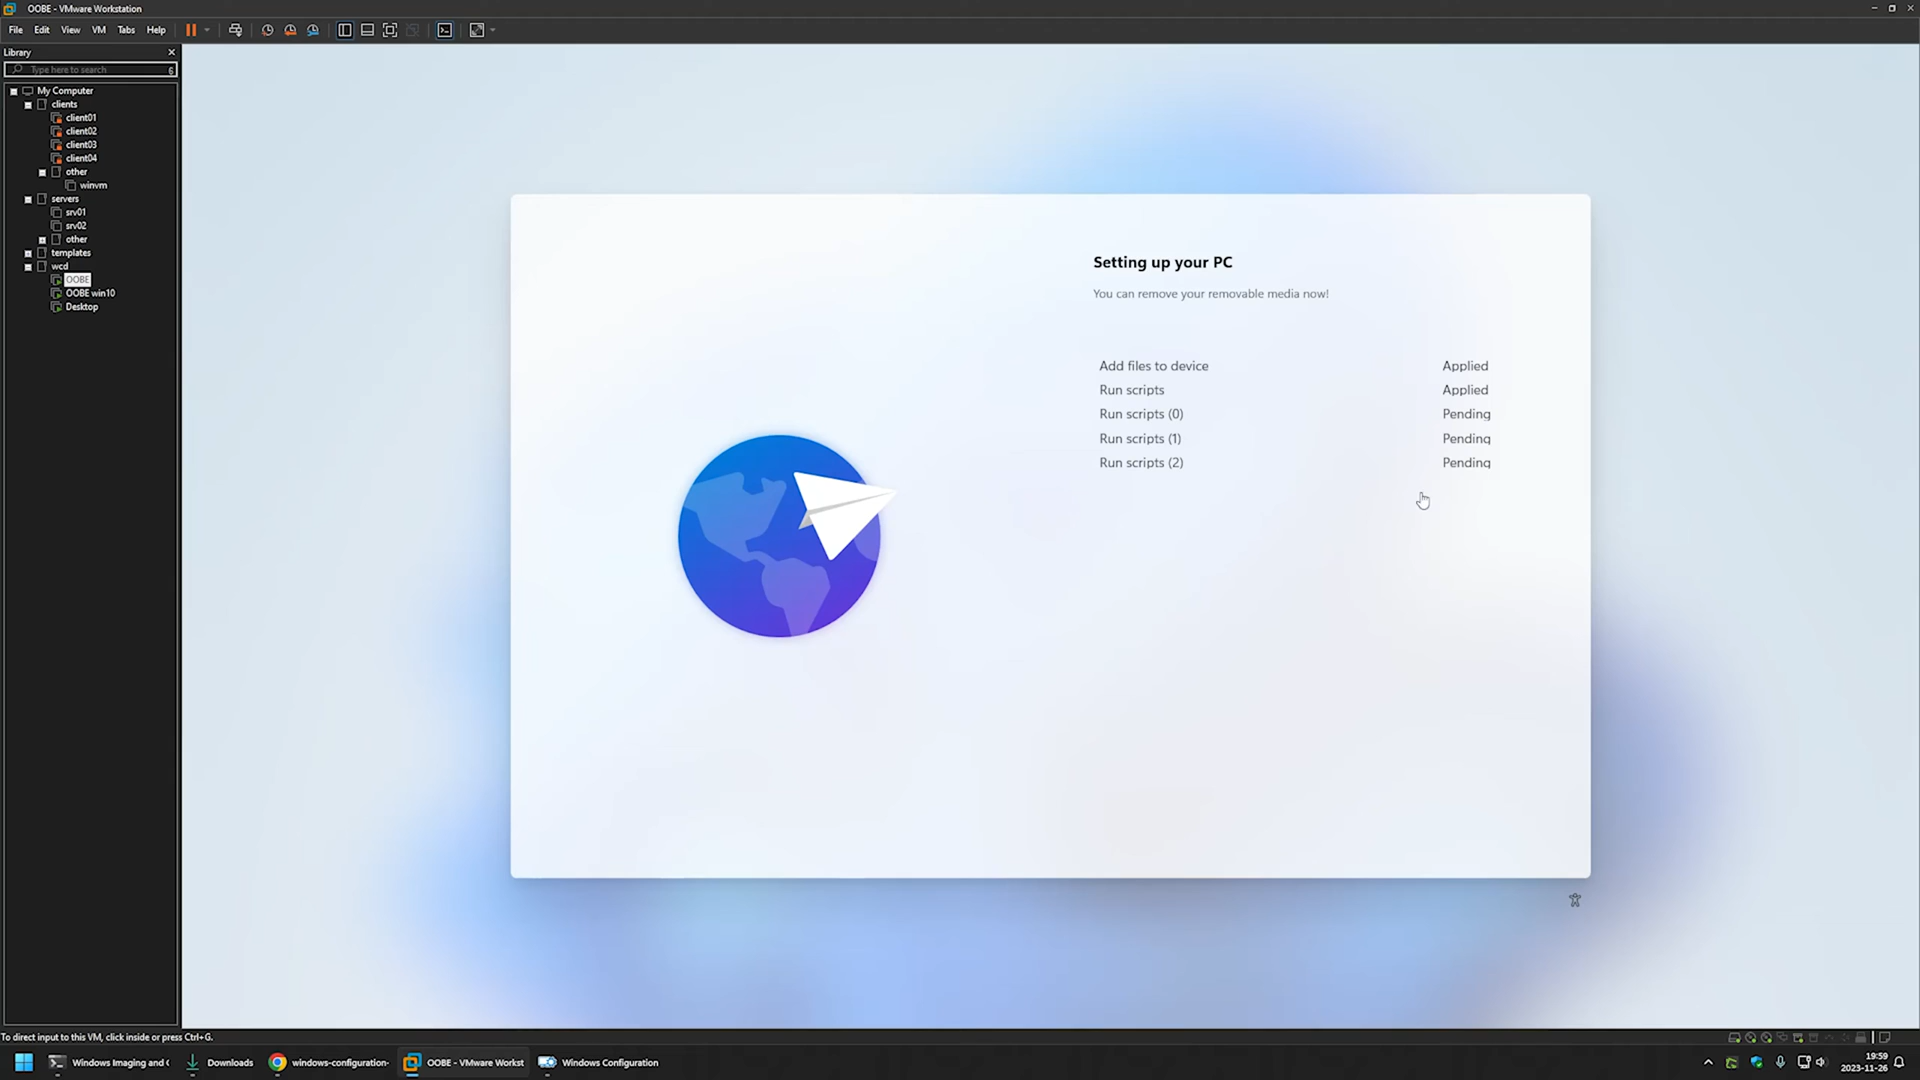 OOBE - VMware Workstation
File Edit View VM Tabs Help
Library
Type here to search
My Computer
clients
client01
client02
client03
client04
other
winvm
servers
srv01
srv02
other
templates
wcd
OOBE
OOBE win10
Desktop
Setting up your PC
You can remove your removable media now!
Add files to device Applied
Run scripts Applied
Run scripts (0) Pending
Run scripts (1) Pending
Run scripts (2) Pending
To direct input to this VM, click inside or press Ctrl+G.
Windows Imaging and C Downloads windows-configuration- OOBE - VMware Workst Windows Configuration
19:59
2023-11-26